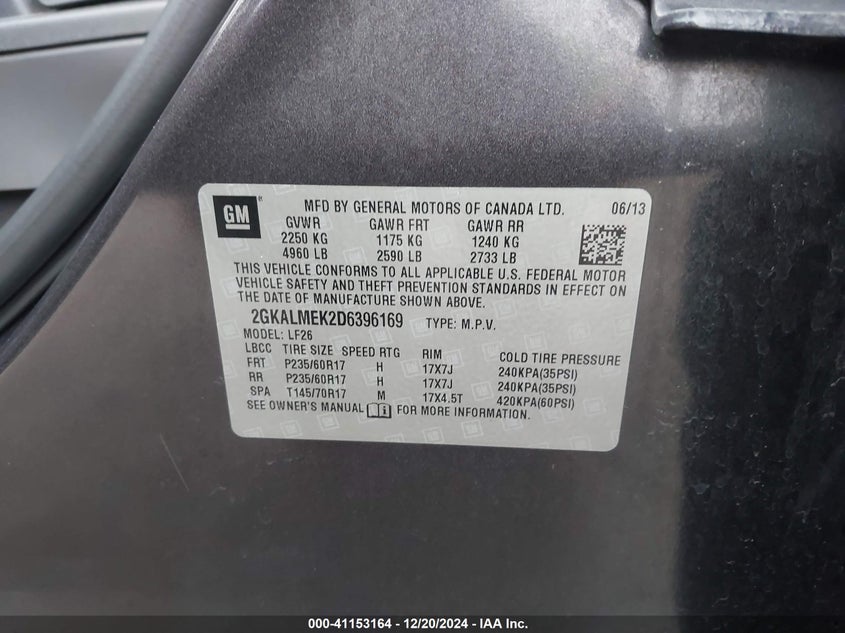 GM ® MFD BY GENERAL MOTORS OF CANADA LTD. 06/13
GVWR GAWR FRT GAWR RR
2250 KG 1175 KG 1240 KG
4960 LB 2590 LB 2733 LB
THIS VEHICLE CONFORMS TO ALL APPLICABLE U.S. FEDERAL MOTOR
VEHICLE SAFETY AND THEFT PREVENTION STANDARDS IN EFFECT ON
THE DATE OF MANUFACTURE SHOWN ABOVE.
2GKALMEK2D6396169 TYPE: M.P.V.
MODEL: LF26
LBCC TIRE SIZE SPEED RTG RIM COLD TIRE PRESSURE
FRT P235/60R17 H 17X7J 240KPA(35PSI)
RR P235/60R17 H 17X7J 240KPA(35PSI)
SPA T145/70R17 M 17X4.5T 420KPA(60PSI)
SEE OWNER'S MANUAL FOR MORE INFORMATION.
000-41153164 - 12/20/2024 - IAA Inc.